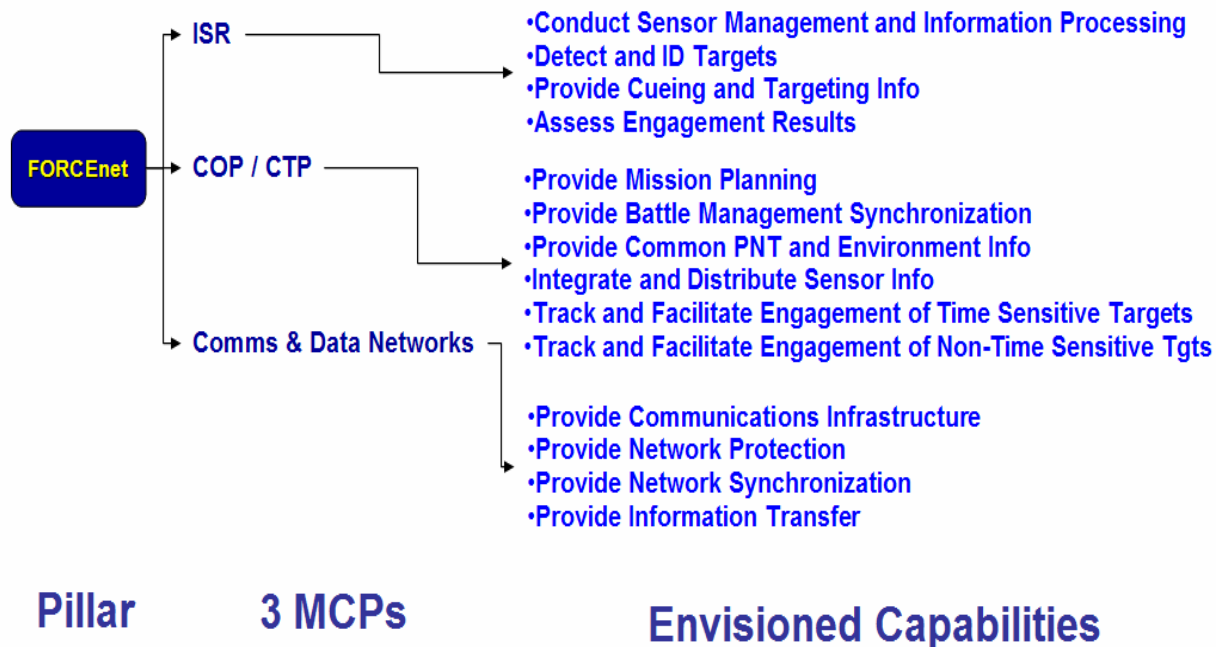 FORCEnet
ISR
•Conduct Sensor Management and Information Processing
•Detect and ID Targets
•Provide Cueing and Targeting Info
•Assess Engagement Results
COP / CTP
•Provide Mission Planning
•Provide Battle Management Synchronization
•Provide Common PNT and Environment Info
•Integrate and Distribute Sensor Info
•Track and Facilitate Engagement of Time Sensitive Targets
•Track and Facilitate Engagement of Non-Time Sensitive Tgts
Comms & Data Networks
•Provide Communications Infrastructure
•Provide Network Protection
•Provide Network Synchronization
•Provide Information Transfer
Pillar
3 MCPs
Envisioned Capabilities